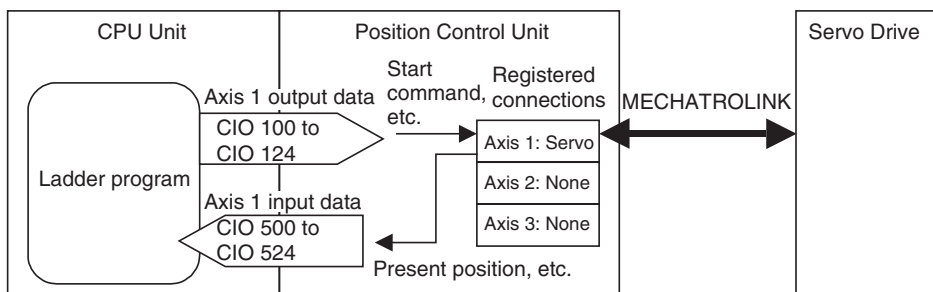 CPU Unit
Position Control Unit
Servo Drive
Ladder program
Axis 1 output data
CIO 100 to
CIO 124
Axis 1 input data
CIO 500 to
CIO 524
Start
command,
etc.
Present position, etc.
Registered
connections
Axis 1: Servo
Axis 2: None
Axis 3: None
MECHATROLINK